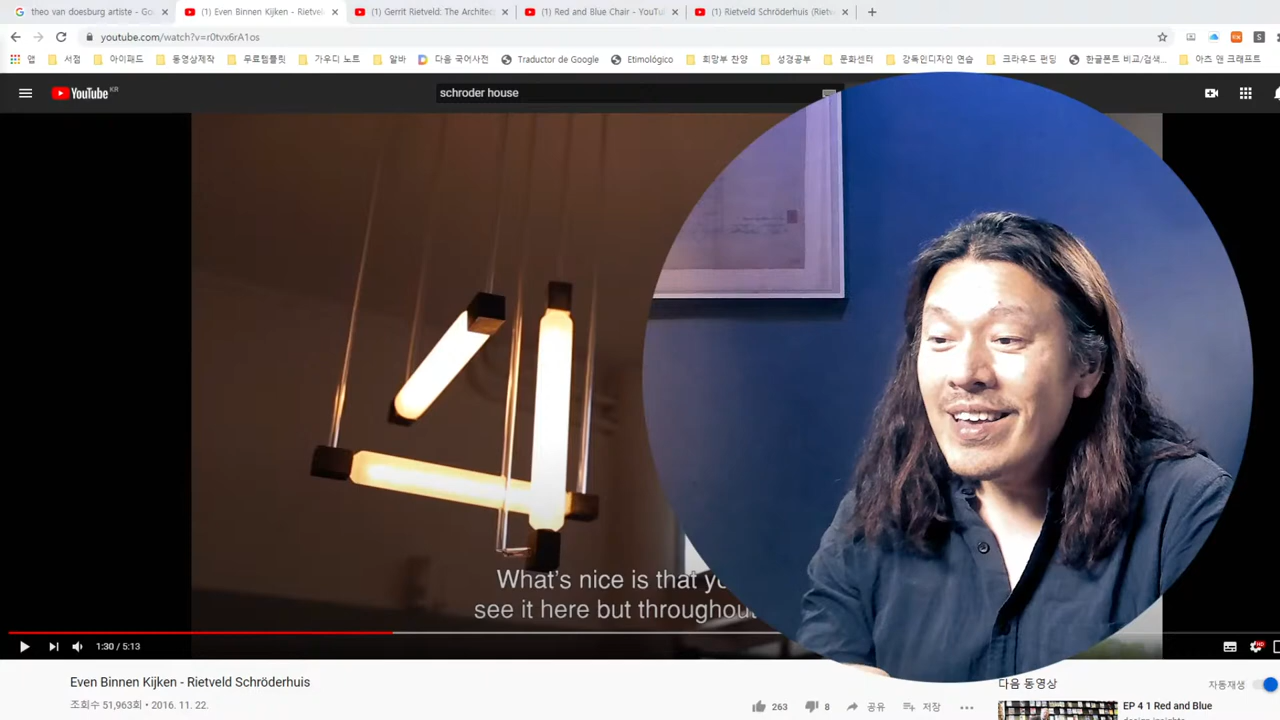 theo van doesburg artiste - Go
(1) Even Binnen Kijken - Rietvel
(1) Gerrit Rietveld: The Architec
(1) Red and Blue Chair - YouTu
(1) Rietveld Schröderhuis (Rietv
youtube.com/watch?v=r0tvx6rA1os
앱
서점
아이패드
동영상제작
무료템플릿
가우디 노트
알바
다음 국어사전
Traductor de Google
Etimológico
희망부 찬양
성경공부
문화센터
감독인디자인 연습
크라우드 펀딩
한글폰트 비교/검색...
아즈 앤 크래프트
YouTube KR
schroder house
What's nice is that yo
see it here but throughout
1:30 / 5:13
Even Binnen Kijken - Rietveld Schröderhuis
조회수 51,963회 • 2016. 11. 22.
263
8
공유
저장
다음 동영상
자동재생
EP 4 1 Red and Blue